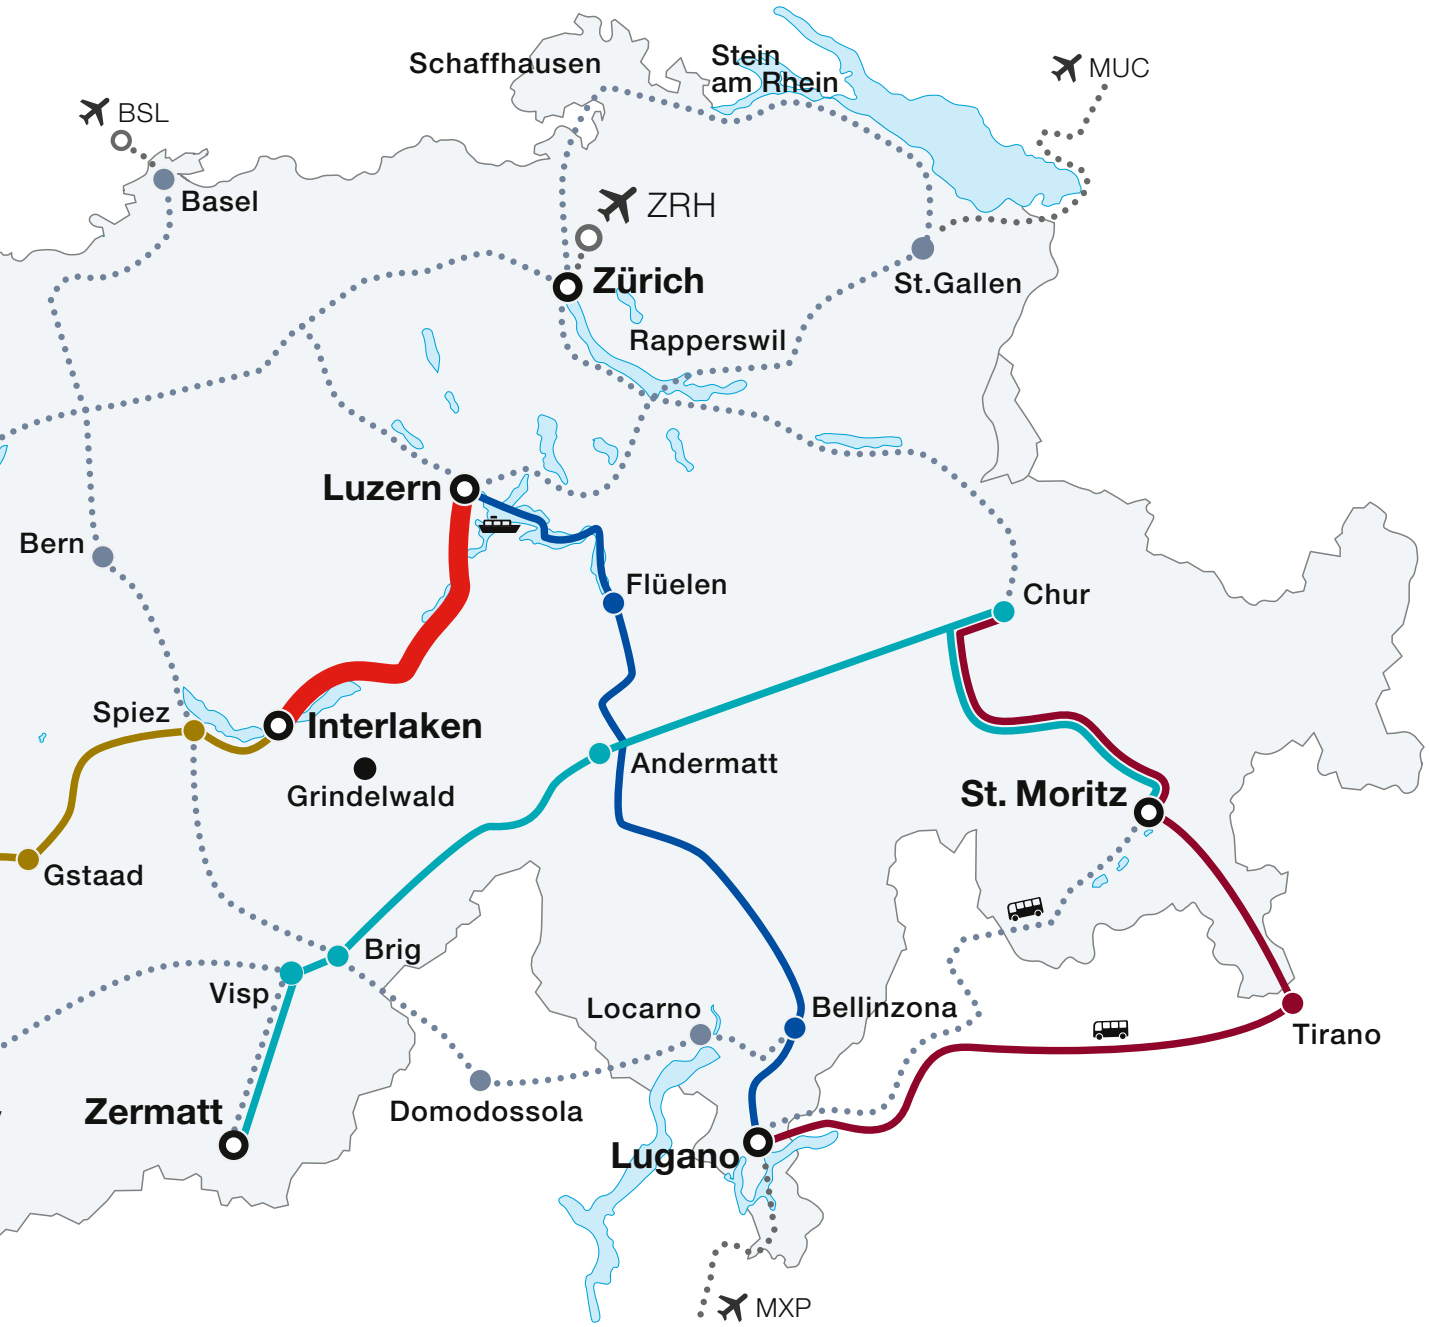 Schaffhausen
Stein
am Rhein
MUC
BSL
Basel
ZRH
Zürich
St.Gallen
Rapperswil
Luzern
Bern
Flüelen
Chur
Spiez
Interlaken
Andermatt
Grindelwald
St. Moritz
Gstaad
Brig
Visp
Locarno
Bellinzona
Tirano
Zermatt
Domodossola
Lugano
MXP